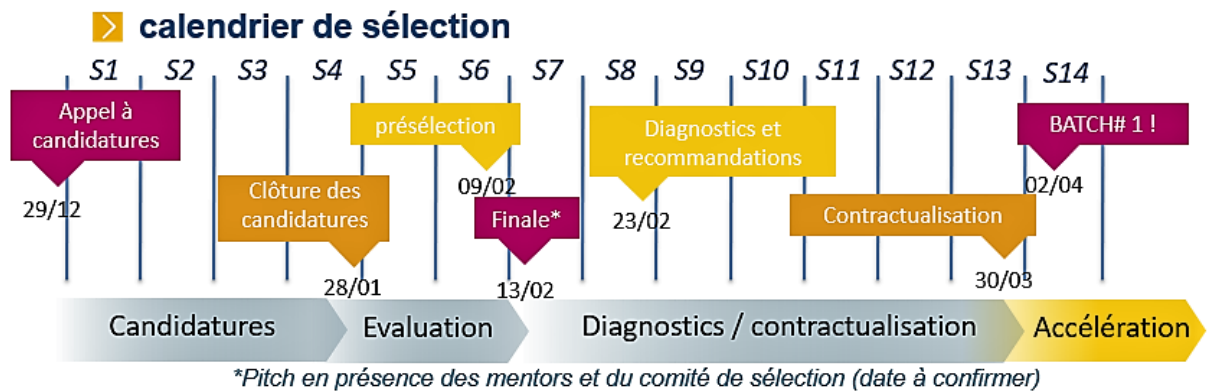 calendrier de sélection
S1 S2 S3 S4 S5 S6 S7 S8 S9 S10 S11 S12 S13 S14
Appel à
candidatures
29/12
Clôture des
candidatures
28/01
présélection
09/02
Finale*
13/02
Diagnostics et
recommandations
23/02
Contractualisation
30/03
BATCH# 1 !
02/04
Candidatures
Evaluation
Diagnostics / contractualisation
Accélération
*Pitch en présence des mentors et du comité de sélection (date à confirmer)